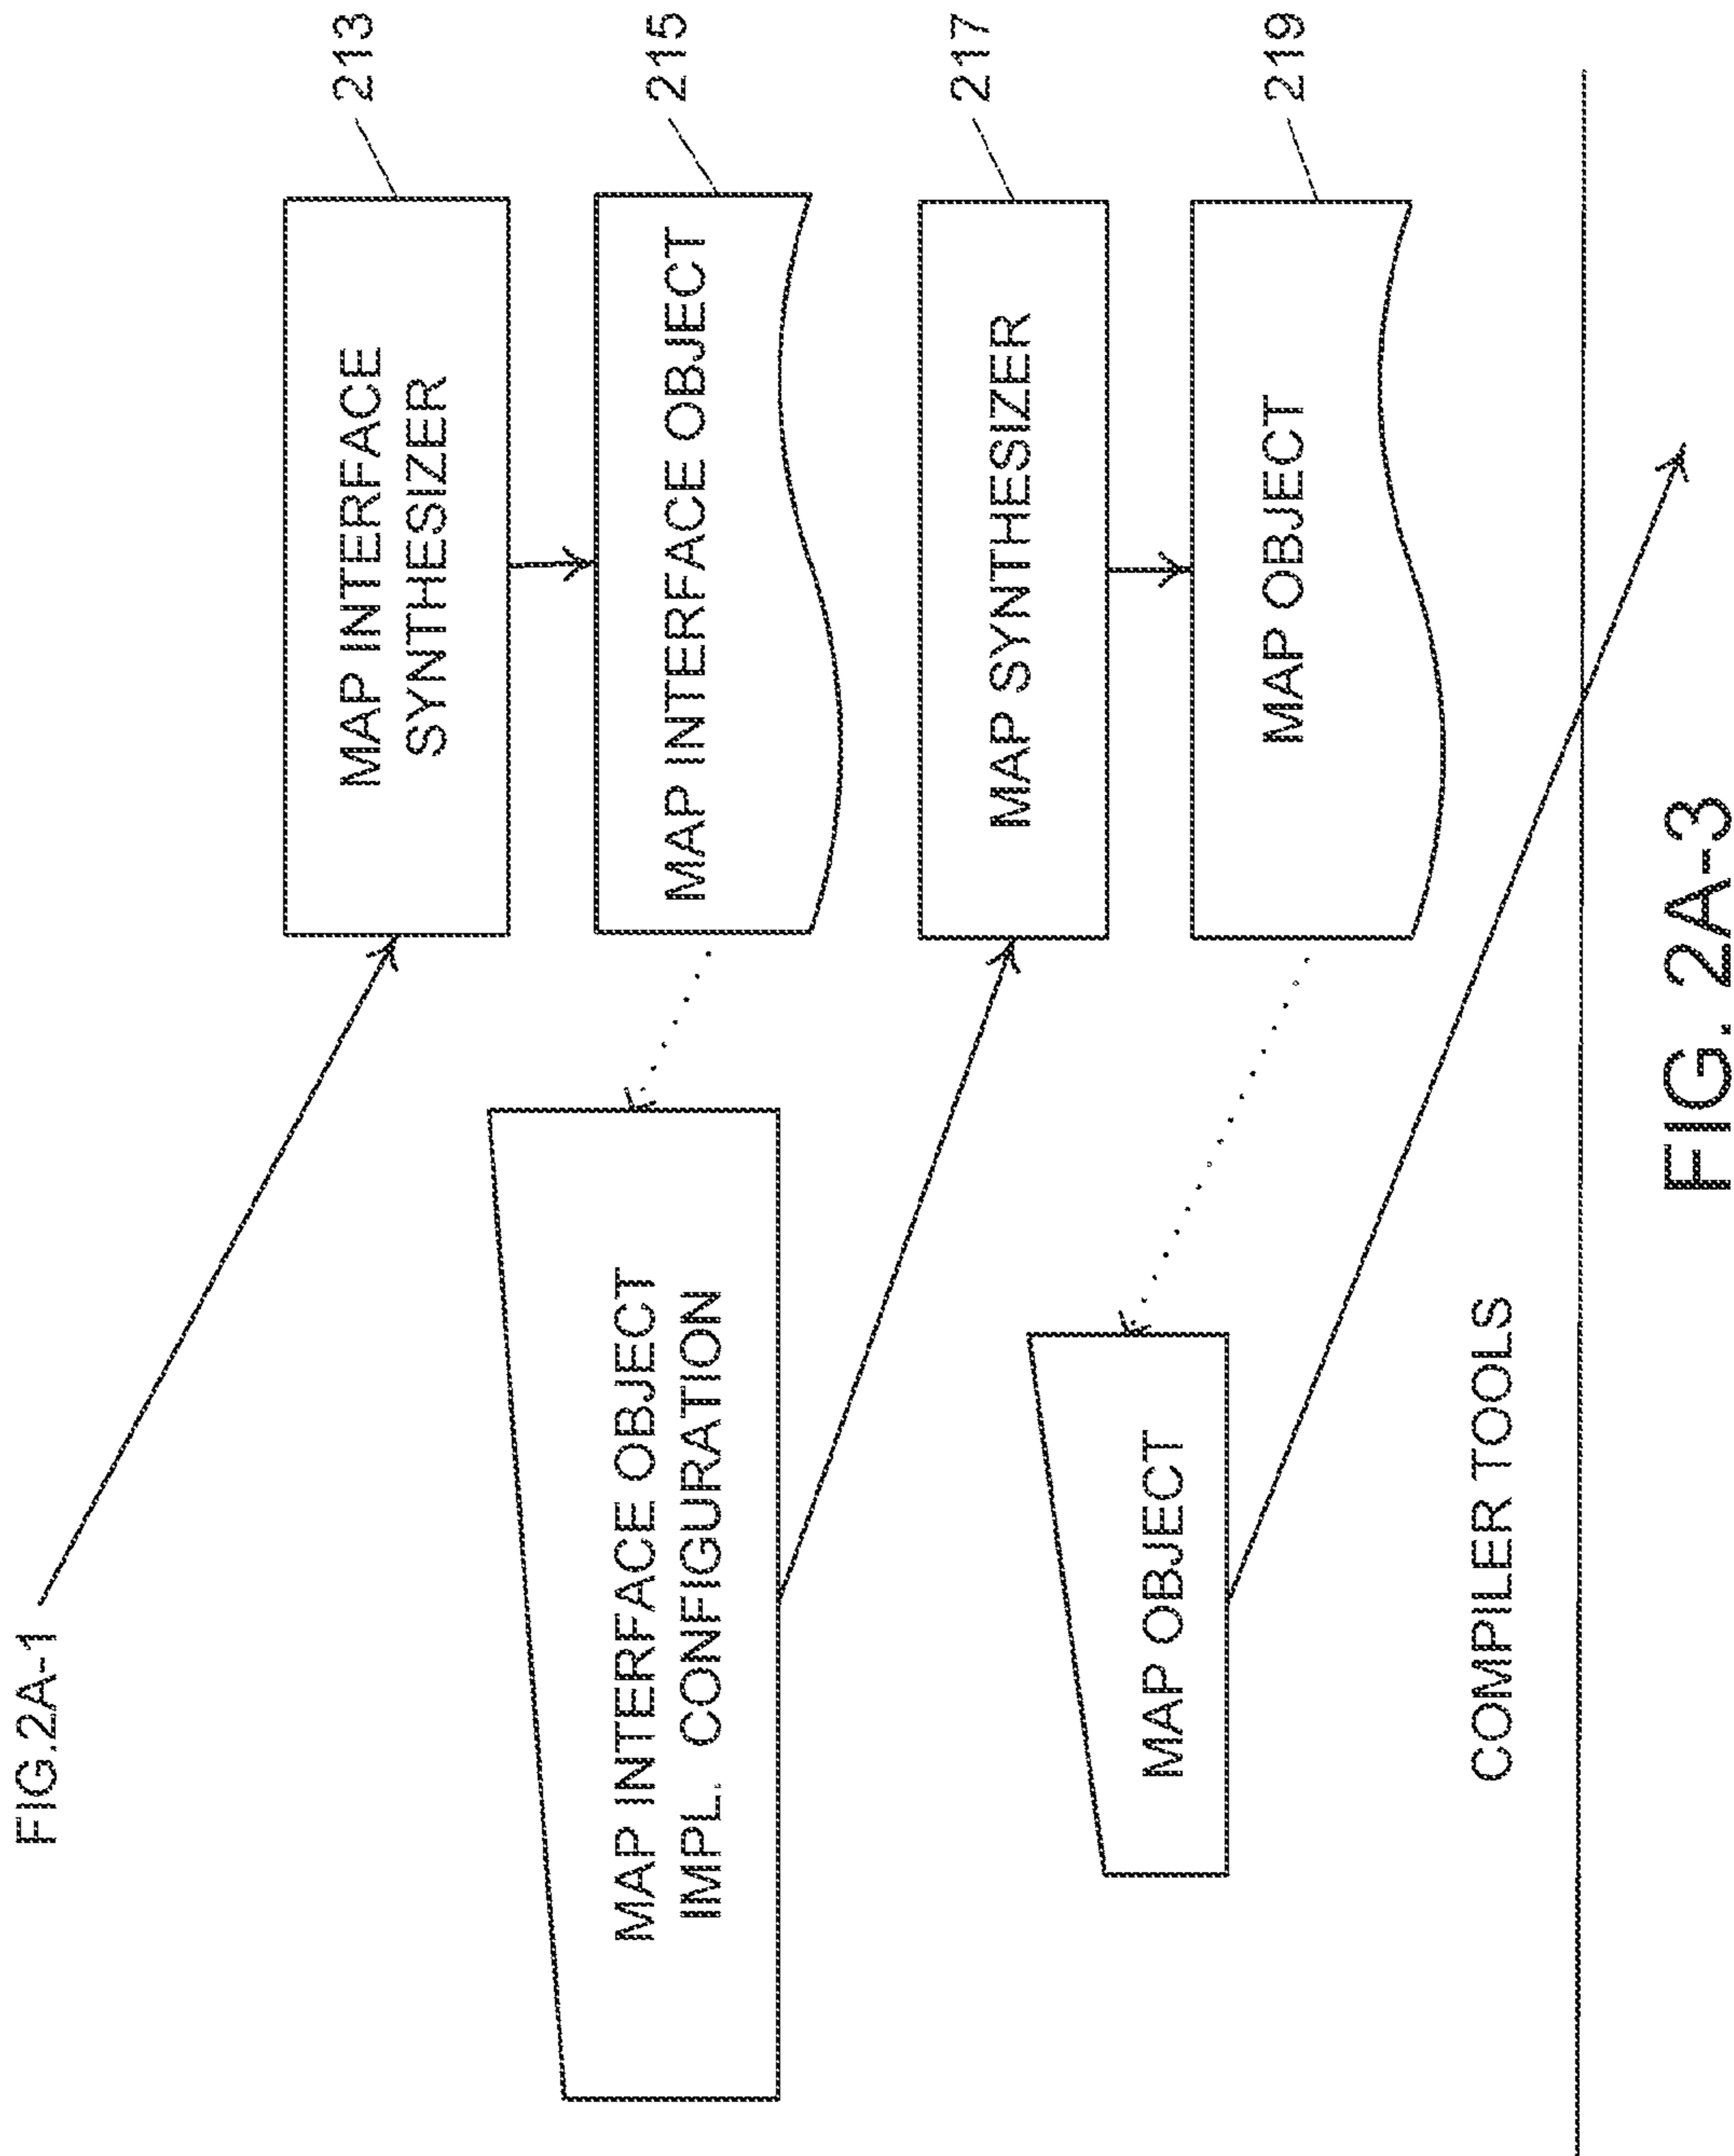 FIG.2A-1
213
MAP INTERFACE
SYNTHESIZER
215
MAP INTERFACE OBJECT
MAP INTERFACE OBJECT
IMPL. CONFIGURATION
217
MAP SYNTHESIZER
219
MAP OBJECT
MAP OBJECT
COMPILER TOOLS
FIG. 2A-3